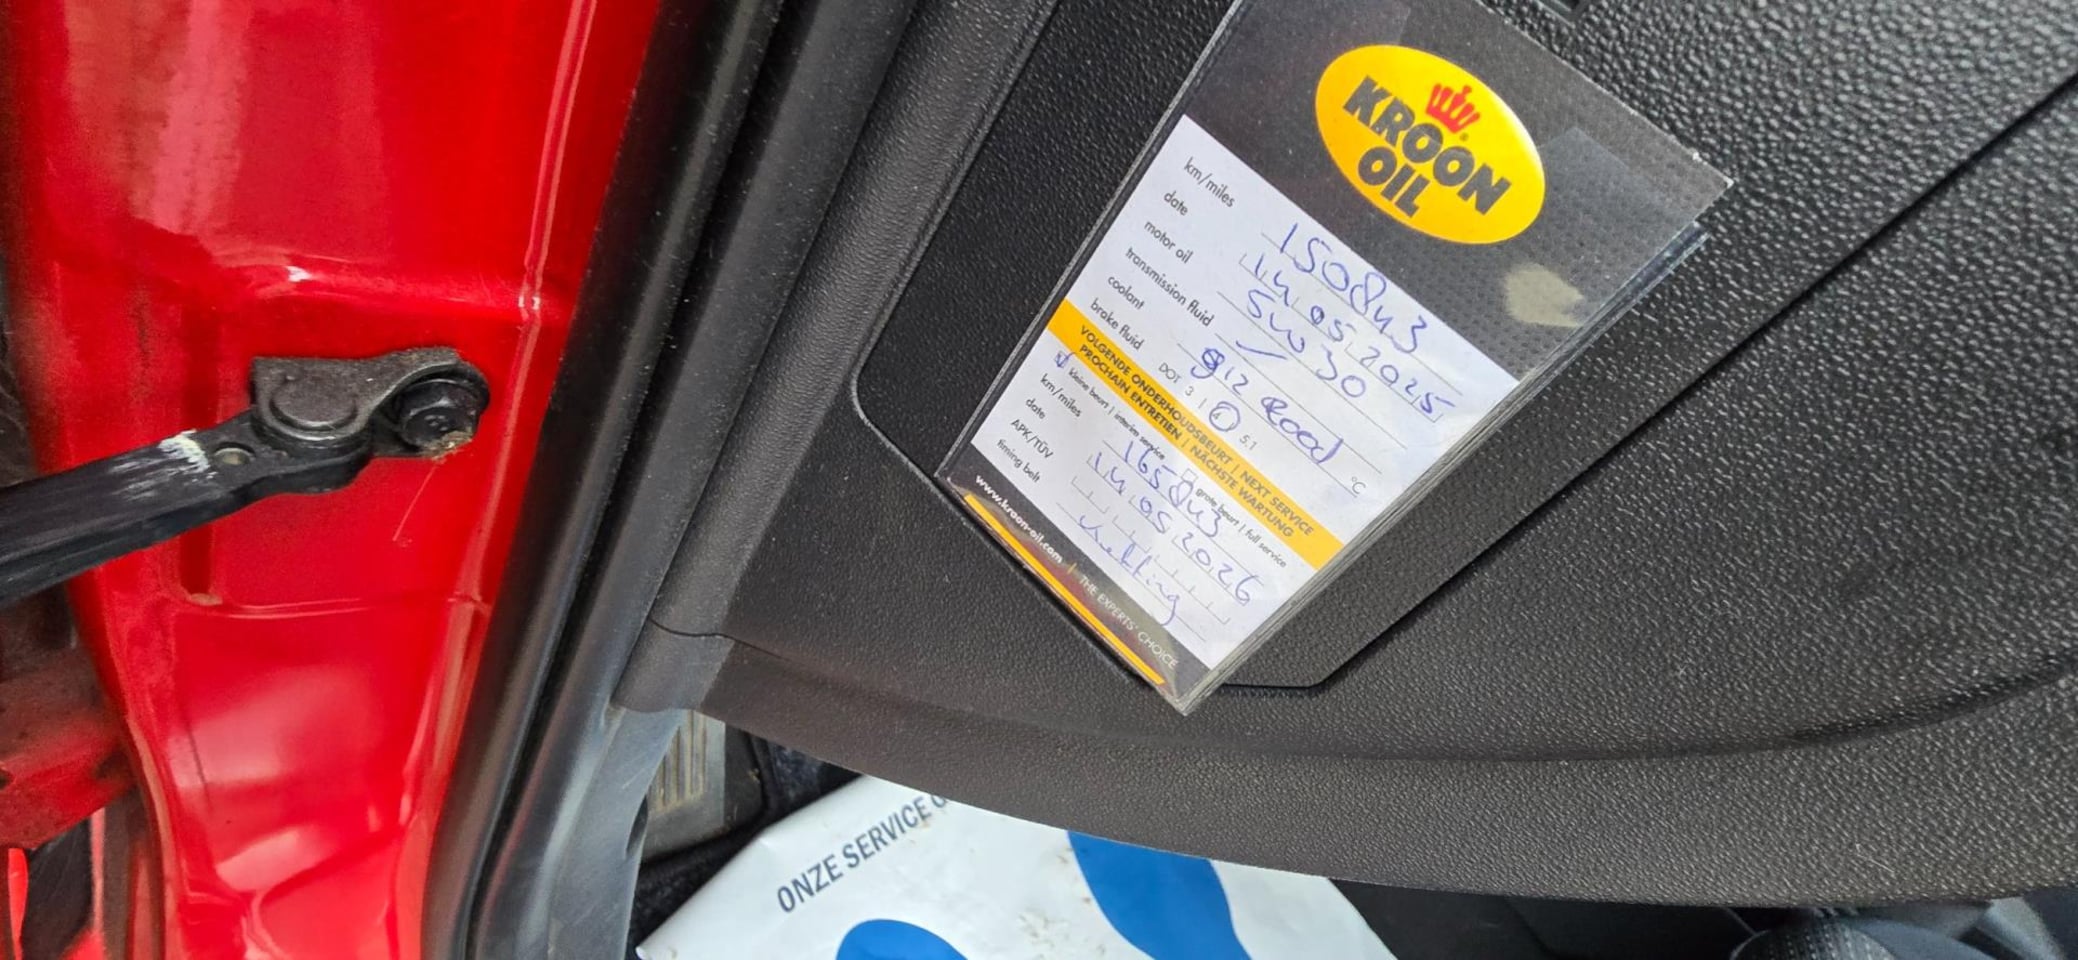 KROON
OIL
km/miles 150843
date 14 05 2025
motor oil 5w30
transmission fluid /
coolant G12 Rood °C
brake fluid DOT 3 | 4 | 5.1
VOLGENDE ONDERHOUDSBEURT | NEXT SERVICE
PROCHAIN ENTRETIEN | NÄCHSTE WARTUNG
kleine beurt | interim service grote beurt | full service
km/miles 165843
date 14 05 2026
APK/TÜV
timing belt ketting
www.kroon-oil.com | THE EXPERTS' CHOICE
ONZE SERVICE